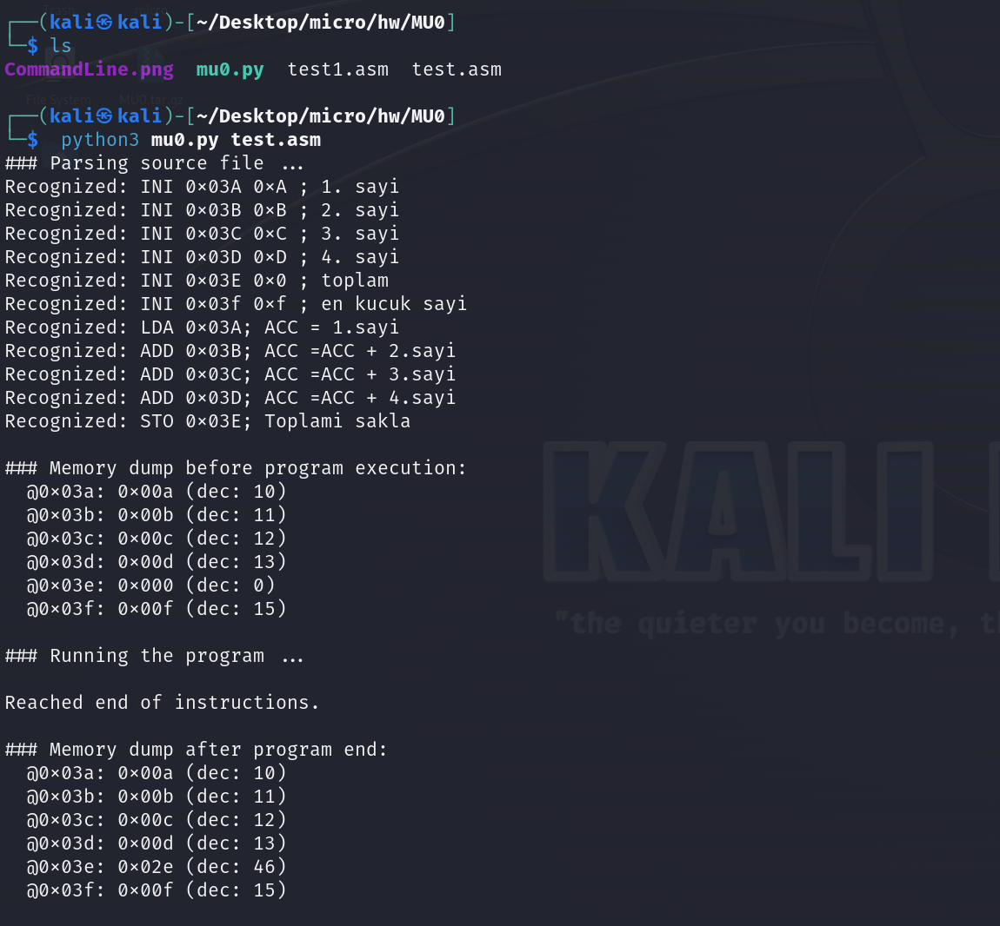 ┌──(kali㉿kali)-[~/Desktop/micro/hw/MU0]
└─$ ls
CommandLine.png  mu0.py  test1.asm  test.asm
File System MU0.tar.gz
┌──(kali㉿kali)-[~/Desktop/micro/hw/MU0]
└─$  python3 mu0.py test.asm
### Parsing source file ...
Recognized: INI 0x03A 0xA ; 1. sayi
Recognized: INI 0x03B 0xB ; 2. sayi
Recognized: INI 0x03C 0xC ; 3. sayi
Recognized: INI 0x03D 0xD ; 4. sayi
Recognized: INI 0x03E 0x0 ; toplam
Recognized: INI 0x03f 0xf ; en kucuk sayi
Recognized: LDA 0x03A; ACC = 1.sayi
Recognized: ADD 0x03B; ACC =ACC + 2.sayi
Recognized: ADD 0x03C; ACC =ACC + 3.sayi
Recognized: ADD 0x03D; ACC =ACC + 4.sayi
Recognized: STO 0x03E; Toplami sakla
### Memory dump before program execution:
  @0x03a: 0x00a (dec: 10)
  @0x03b: 0x00b (dec: 11)
  @0x03c: 0x00c (dec: 12)
  @0x03d: 0x00d (dec: 13)
  @0x03e: 0x000 (dec: 0)
  @0x03f: 0x00f (dec: 15)
KALI
"the quieter you become, t
### Running the program ...
Reached end of instructions.
### Memory dump after program end:
  @0x03a: 0x00a (dec: 10)
  @0x03b: 0x00b (dec: 11)
  @0x03c: 0x00c (dec: 12)
  @0x03d: 0x00d (dec: 13)
  @0x03e: 0x02e (dec: 46)
  @0x03f: 0x00f (dec: 15)